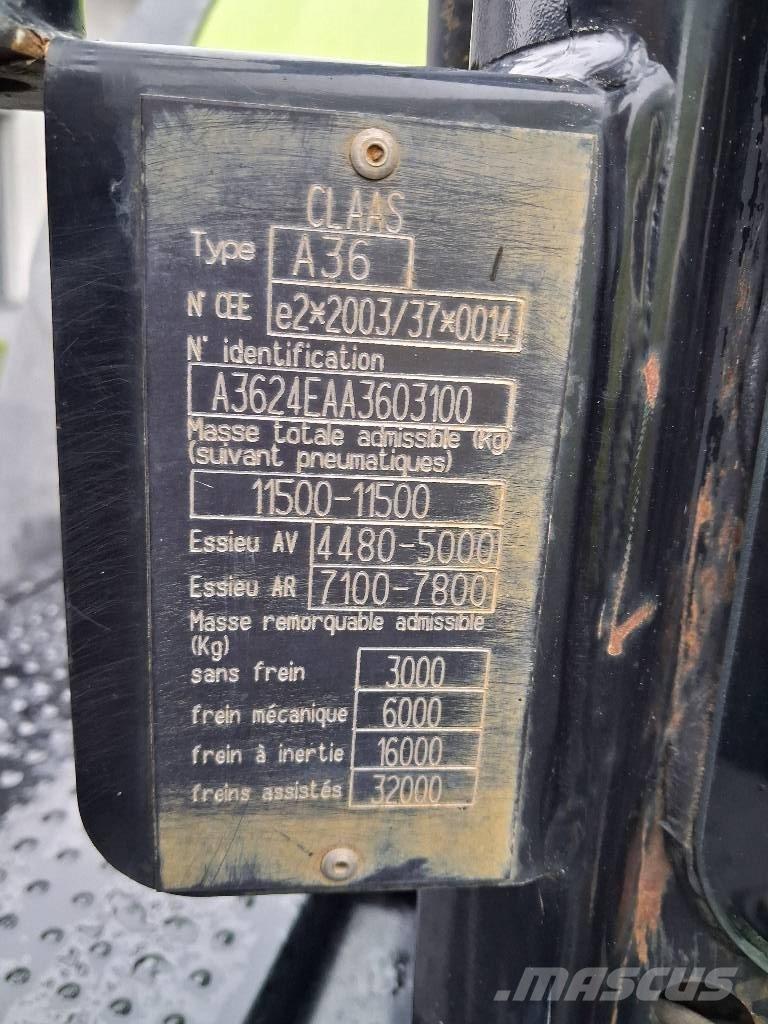 CLAAS
Type A36
N° CEE e2*2003/37*0014
N° identification
A3624EAA3603100
Masse totale admissible (Kg)
(suivant pneumatiques)
11500-11500
Essieu AV 4480-5000
Essieu AR 7100-7800
Masse remorquable admissible
(Kg)
sans frein 3000
frein mécanique 6000
frein à inertie 16000
freins assistés 32000
MASCUS